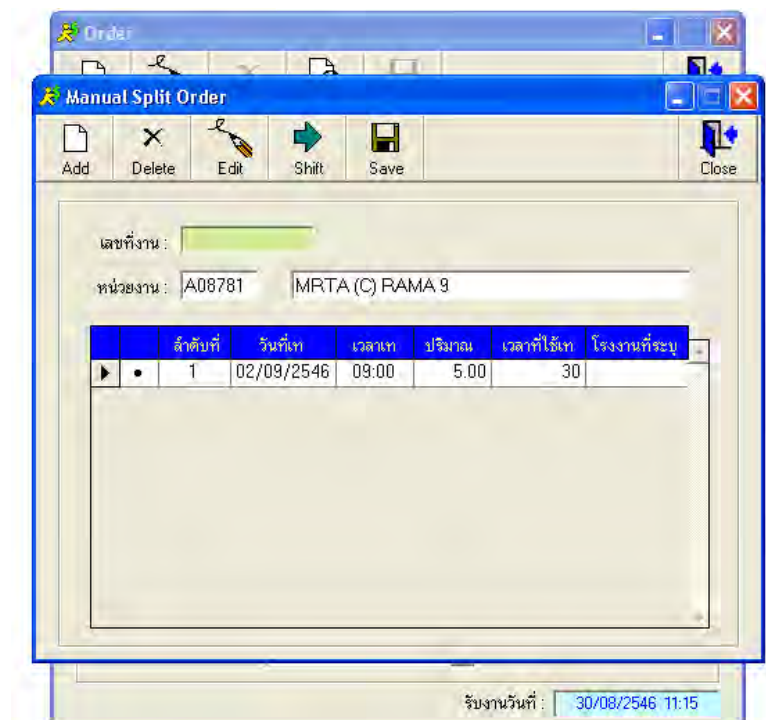 Order
Manual Split Order
Add Delete Edit Shift Save Close
เลขที่งาน :
หน่วยงาน : A08781 MRTA (C) RAMA 9
ลำดับที่ วันที่เท เวลาเท ปริมาณ เวลาที่ใช้เท โรงงานที่ระบุ
1 02/09/2546 09:00 5.00 30
รับงานวันที่ : 30/08/2546 11:15